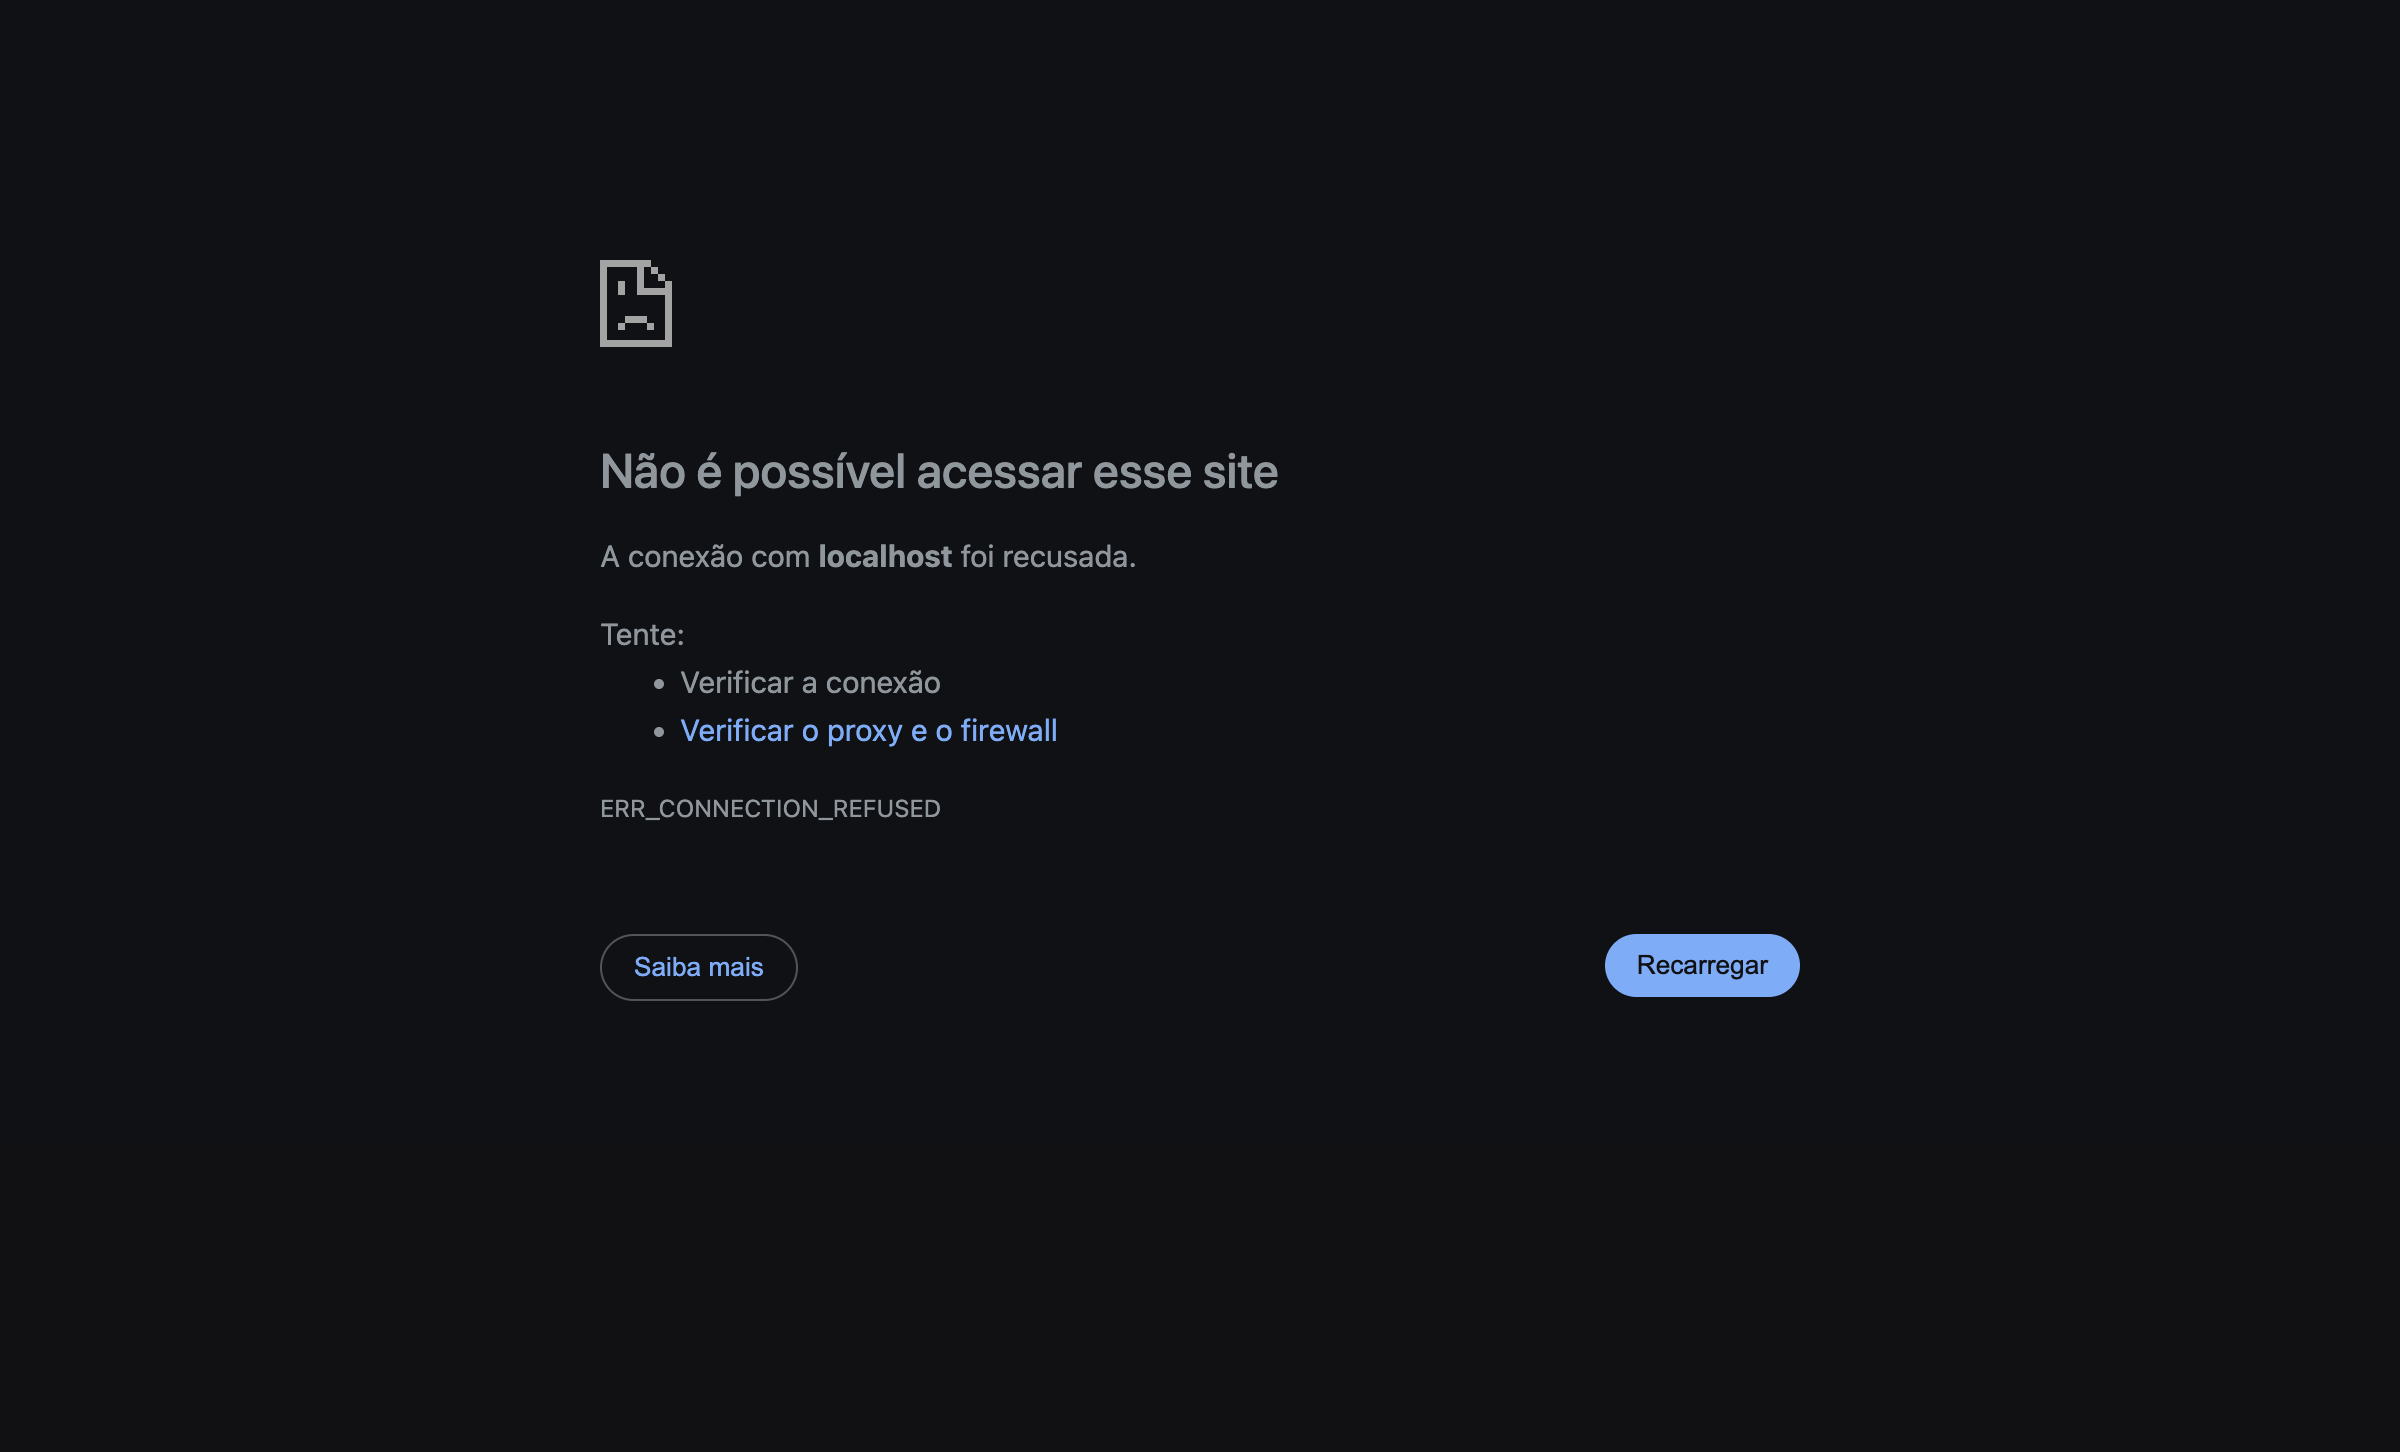 Não é possível acessar esse site
A conexão com localhost foi recusada.
Tente:
• Verificar a conexão
• Verificar o proxy e o firewall
ERR_CONNECTION_REFUSED
Saiba mais
Recarregar